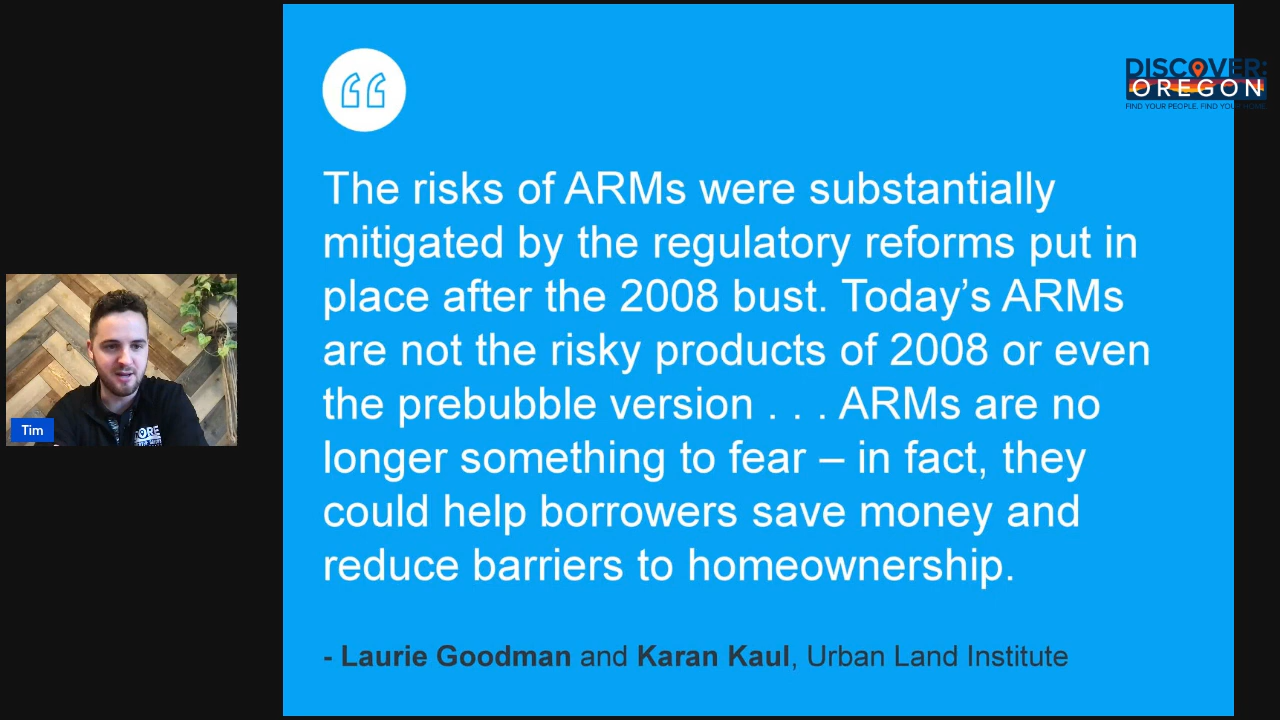 DISCOVER:
OREGON
FIND YOUR PEOPLE. FIND YOUR HOME.
The risks of ARMs were substantially
mitigated by the regulatory reforms put in
place after the 2008 bust. Today’s ARMs
are not the risky products of 2008 or even
the prebubble version . . . ARMs are no
longer something to fear – in fact, they
could help borrowers save money and
reduce barriers to homeownership.
- Laurie Goodman and Karan Kaul, Urban Land Institute
Tim